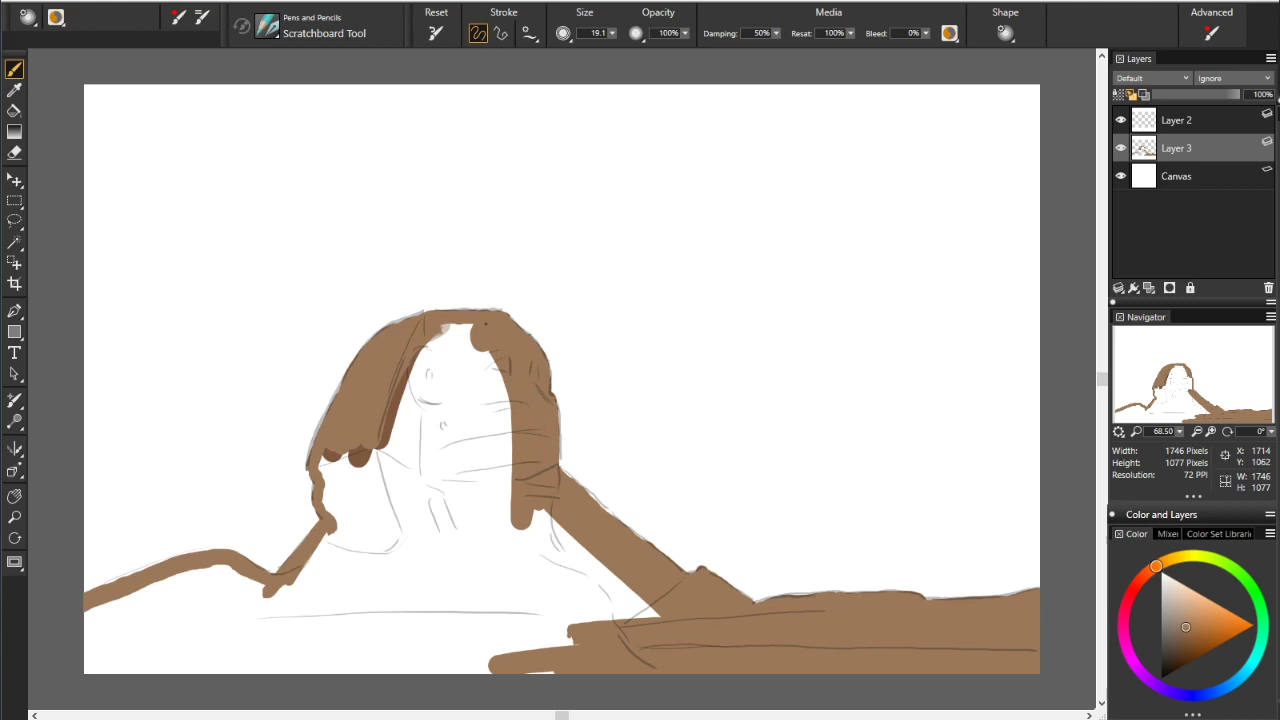 Pens and Pencils
Scratchboard Tool
Reset
Stroke
Size
19.1
Opacity
100%
Media
Damping: 50% Resat: 100% Bleed: 0%
Shape
Advanced
Layers
Default Ignore
100%
Layer 2
Layer 3
Canvas
Navigator
68.50 0°
Width: 1746 Pixels X: 1714
Height: 1077 Pixels Y: 1062
Resolution: 72 PPI W: 1746
H: 1077
Color and Layers
Color Mixer Color Set Librari